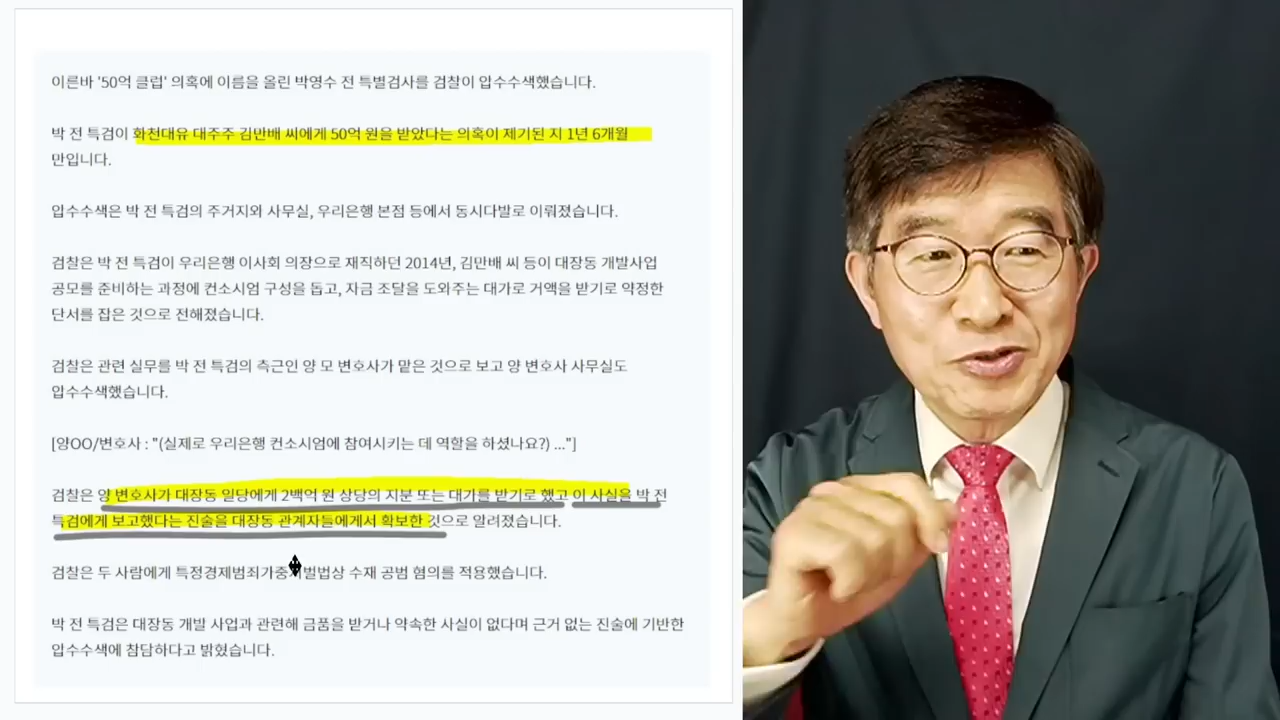 이른바 '50억 클럽' 의혹에 이름을 올린 박영수 전 특별검사를 검찰이 압수수색했습니다.
박 전 특검이 화천대유 대주주 김만배 씨에게 50억 원을 받았다는 의혹이 제기된 지 1년 6개월
만입니다.
압수수색은 박 전 특검의 주거지와 사무실, 우리은행 본점 등에서 동시다발로 이뤄졌습니다.
검찰은 박 전 특검이 우리은행 이사회 의장으로 재직하던 2014년, 김만배 씨 등이 대장동 개발사업
공모를 준비하는 과정에 컨소시엄 구성을 돕고, 자금 조달을 도와주는 대가로 거액을 받기로 약정한
단서를 잡은 것으로 전해졌습니다.
검찰은 관련 실무를 박 전 특검의 측근인 양 모 변호사가 맡은 것으로 보고 양 변호사 사무실도
압수수색했습니다.
[양OO/변호사 : "(실제로 우리은행 컨소시엄에 참여시키는 데 역할을 하셨나요?) ..."]
검찰은 양 변호사가 대장동 일당에게 2백억 원 상당의 지분 또는 대가를 받기로 했고 이 사실을 박 전
특검에게 보고했다는 진술을 대장동 관계자들에게서 확보한 것으로 알려졌습니다.
검찰은 두 사람에게 특정경제범죄가중 벌법상 수재 공범 혐의를 적용했습니다.
박 전 특검은 대장동 개발 사업과 관련해 금품을 받거나 약속한 사실이 없다며 근거 없는 진술에 기반한
압수수색에 참담하다고 밝혔습니다.